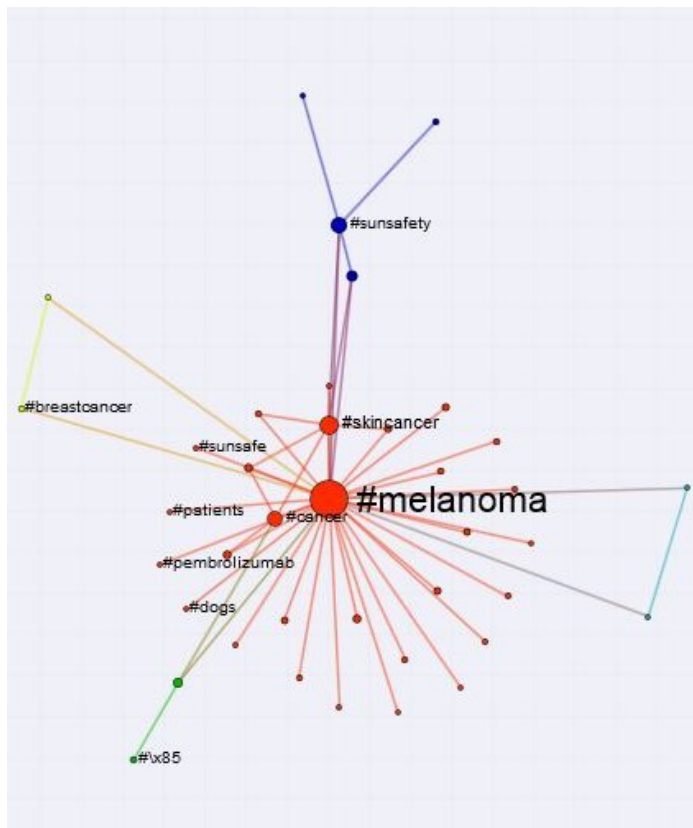 #sunsafety
#breastcancer
#skincancer
#sunsafe
#melanoma
#patients
#cancer
#pembrolizumab
#dogs
#\x85